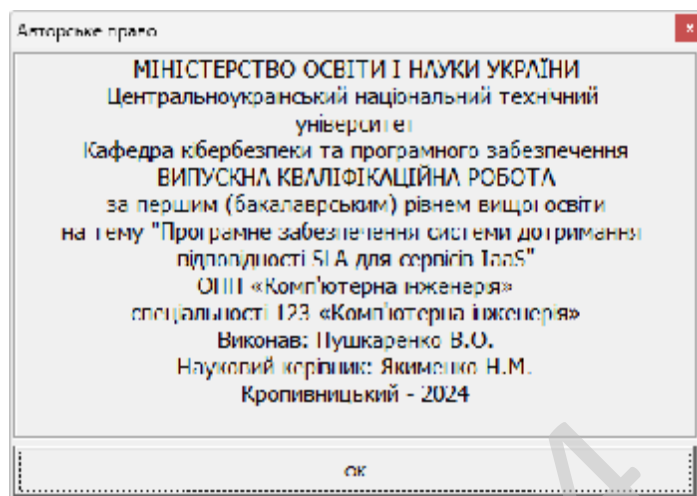 Авторське право
МІНІСТЕРСТВО ОСВІТИ І НАУКИ УКРАЇНИ
Центральноукраїнський національний технічний
університет
Кафедра кібербезпеки та програмного забезпечення
ВИПУСКНА КВАЛІФІКАЦІЙНА РОБОТА
за першим (бакалаврським) рівнем вищої освіти
на тему "Програмне забезпечення системи дотримання
відповідності SLA для сервісів IaaS"
ОПП «Комп'ютерна інженерія»
спеціальності 123 «Комп'ютерна інженерія»
Виконав: Пушкаренко В.О.
Науковий керівник: Якименко Н.М.
Кропивницький - 2024
ОК